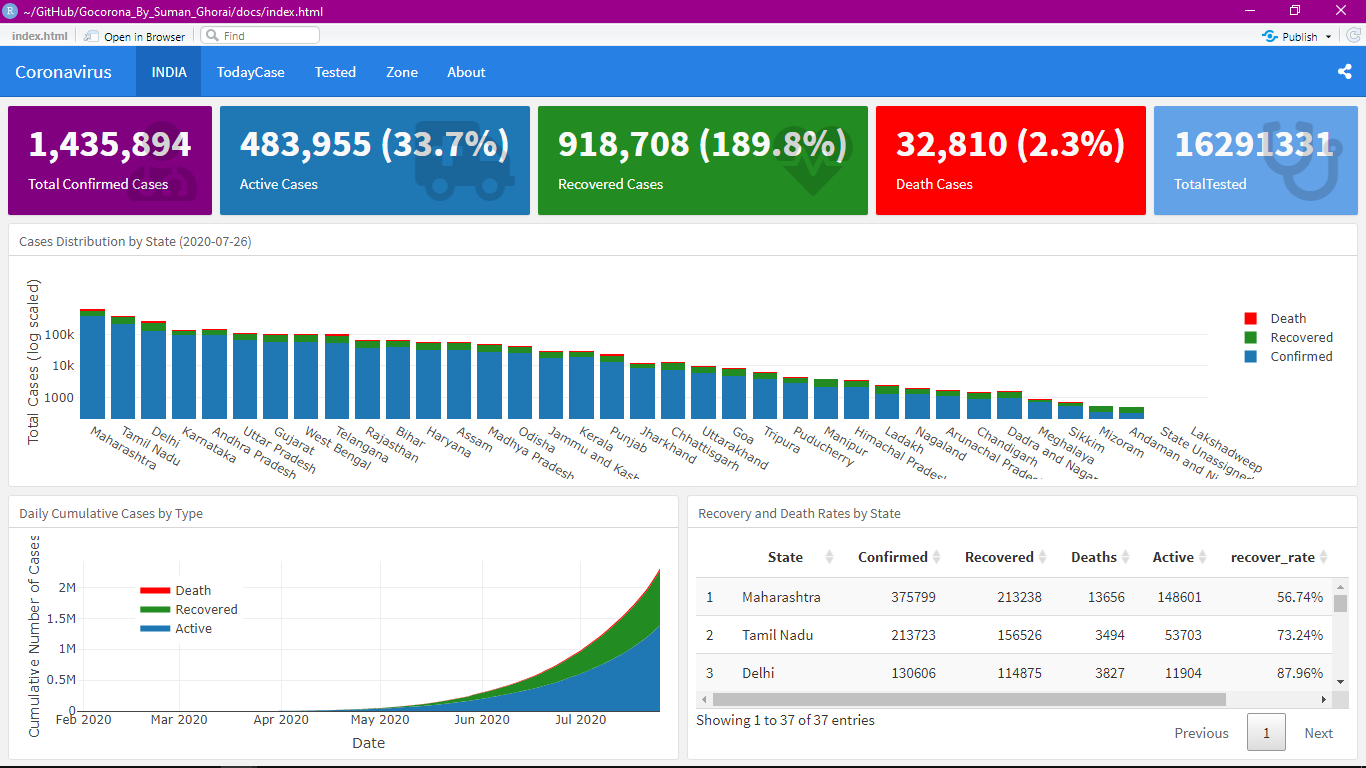 ~/GitHub/Gocorona_By_Suman_Ghorai/docs/index.html
index.html Open in Browser Find Publish
Coronavirus INDIA TodayCase Tested Zone About
1,435,894
Total Confirmed Cases
483,955 (33.7%)
Active Cases
918,708 (189.8%)
Recovered Cases
32,810 (2.3%)
Death Cases
16291331
TotalTested
Cases Distribution by State (2020-07-26)
Total Cases (log scaled)
100k
10k
1000
Death
Recovered
Confirmed
Maharashtra
Tamil Nadu
Delhi
Karnataka
Andhra Pradesh
Uttar Pradesh
Gujarat
West Bengal
Telangana
Rajasthan
Bihar
Haryana
Assam
Madhya Pradesh
Odisha
Jammu and Kash
Kerala
Punjab
Jharkhand
Chhattisgarh
Uttarakhand
Goa
Tripura
Puducherry
Manipur
Himachal Pradesh
Ladakh
Nagaland
Arunachal Prades
Chandigarh
Dadra and Nagar
Meghalaya
Sikkim
Mizoram
Andaman and Ni
State Unassigned
Lakshadweep
Daily Cumulative Cases by Type
Cumulative Number of Cases
2M
1.5M
1M
0.5M
0
Death
Recovered
Active
Feb 2020 Mar 2020 Apr 2020 May 2020 Jun 2020 Jul 2020
Date
Recovery and Death Rates by State
State Confirmed Recovered Deaths Active recover_rate
1 Maharashtra 375799 213238 13656 148601 56.74%
2 Tamil Nadu 213723 156526 3494 53703 73.24%
3 Delhi 130606 114875 3827 11904 87.96%
Showing 1 to 37 of 37 entries
Previous 1 Next